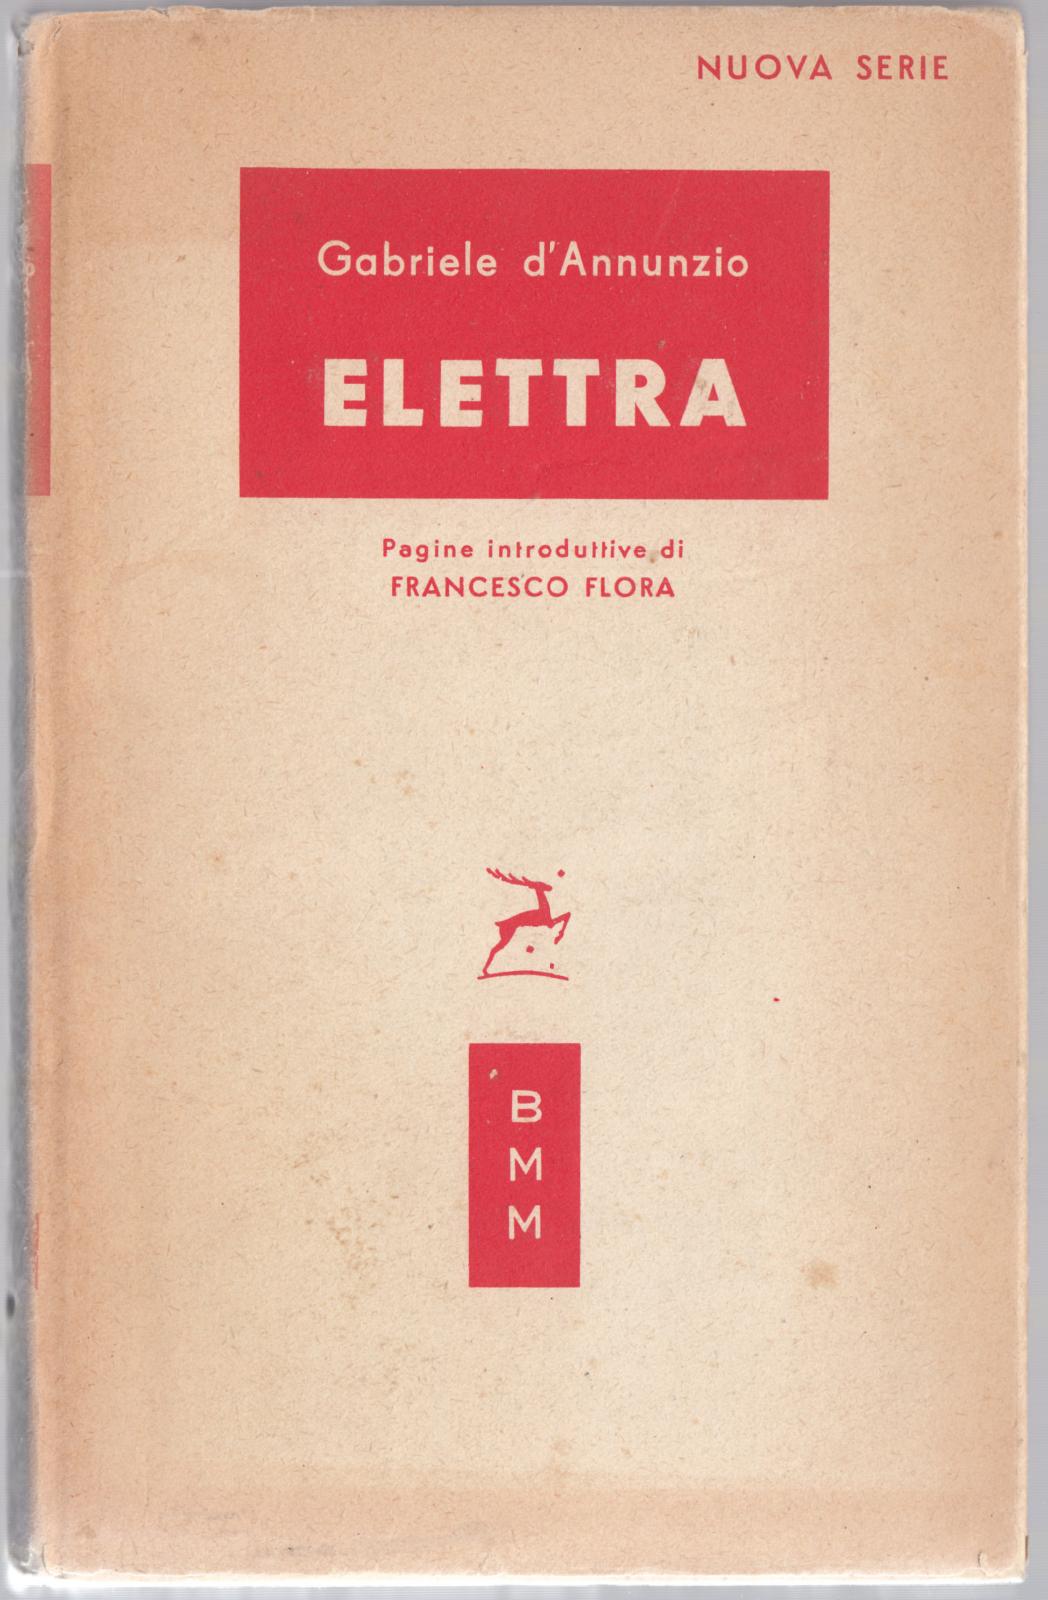 NUOVA SERIE
Gabriele d'Annunzio
ELETTRA
Pagine introduttive di
FRANCESCO FLORA
B
M
M